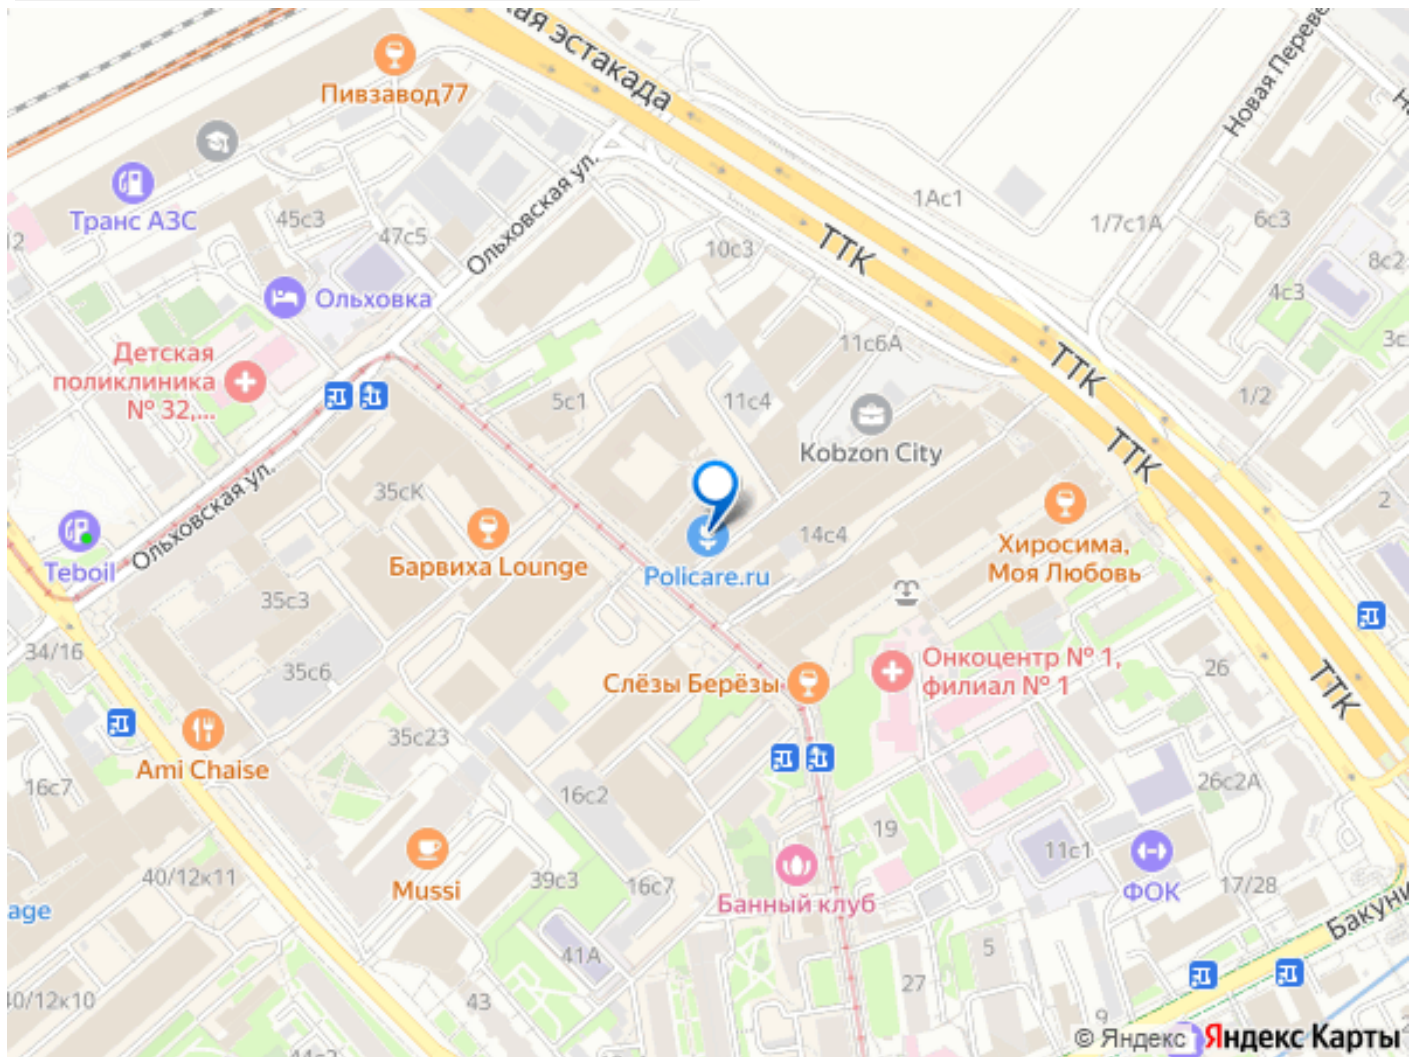 ая эстакада
Пивзавод77
Новая Перевед
Ольховская ул.
Транс АЗС
45с3
47с5
12
1Ас1
1/7с1А
6с3
8с2
10с3
ТТК
Ольховка
4с3
3с
Детская
поликлиника
№ 32,...
11с6А
ТТК
1/2
5с1
11с4
Kobzon City
ТТК
35сК
2
Ольховская ул.
14с4
Хиросима,
Моя Любовь
Teboil
Барвиха Lounge
Policare.ru
35с3
34/16
35с6
Слёзы Берёзы
Онкоцентр № 1,
филиал № 1
26
ТТК
35с23
Ami Chaise
16с7
16с2
26с2А
19
11с1
40/12к11
Mussi
39с3
16с7
Банный клуб
ФОК
17/28
age
Бакуни
41А
5
40/12к10
43
27
9
44с2
© Яндекс Яндекс Карты